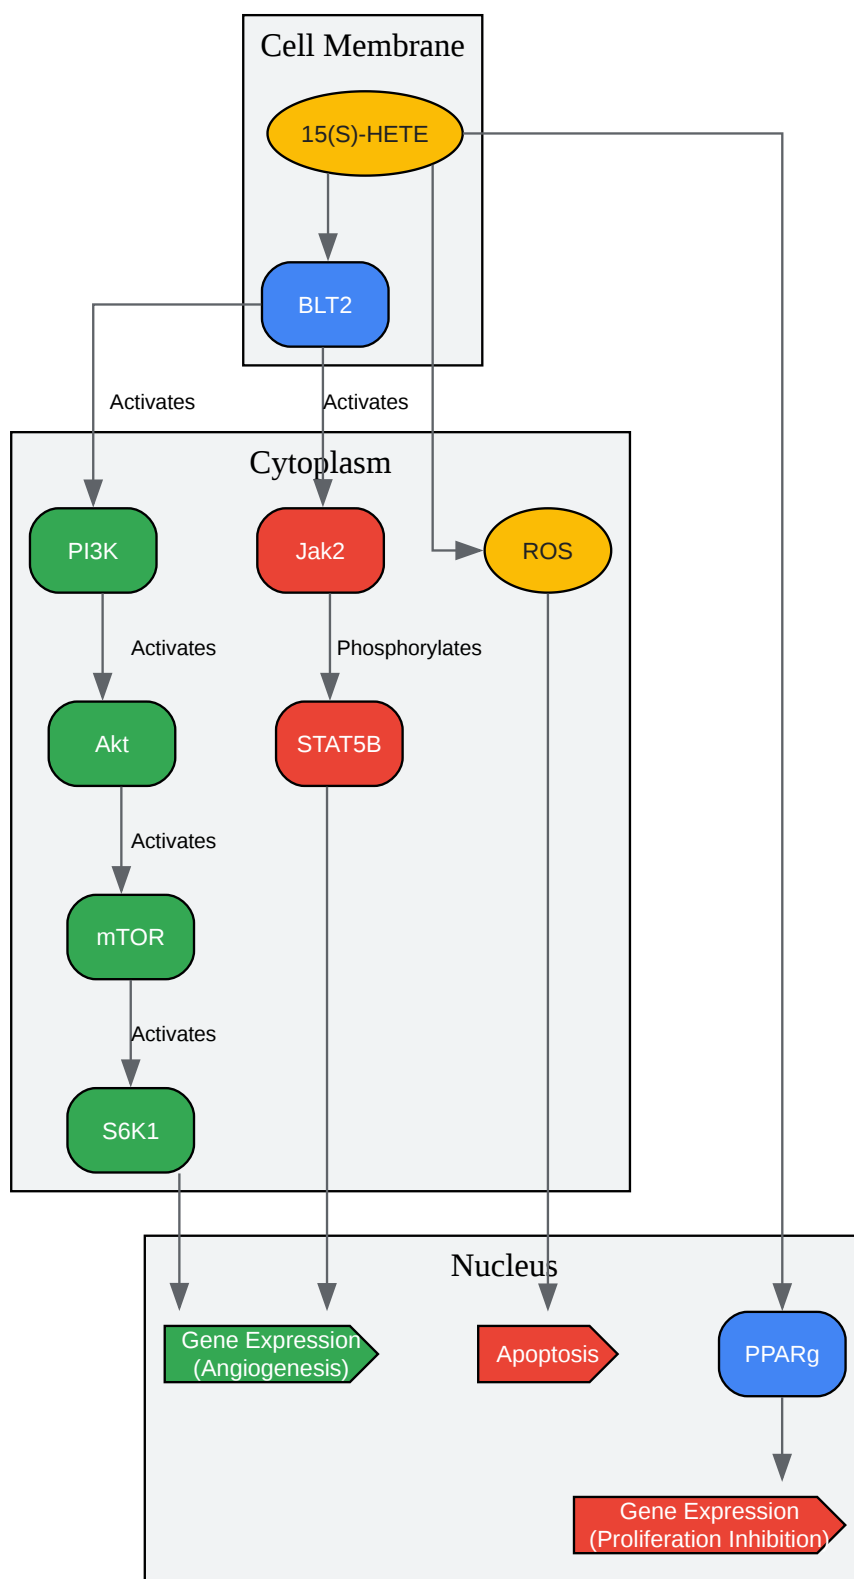 Cell Membrane
15(S)-HETE
BLT2
Activates
Activates
Cytoplasm
PI3K
Jak2
ROS
Activates
Phosphorylates
Akt
STAT5B
Activates
mTOR
Activates
S6K1
Nucleus
Gene Expression
(Angiogenesis)
Apoptosis
PPARg
Gene Expression
(Proliferation Inhibition)